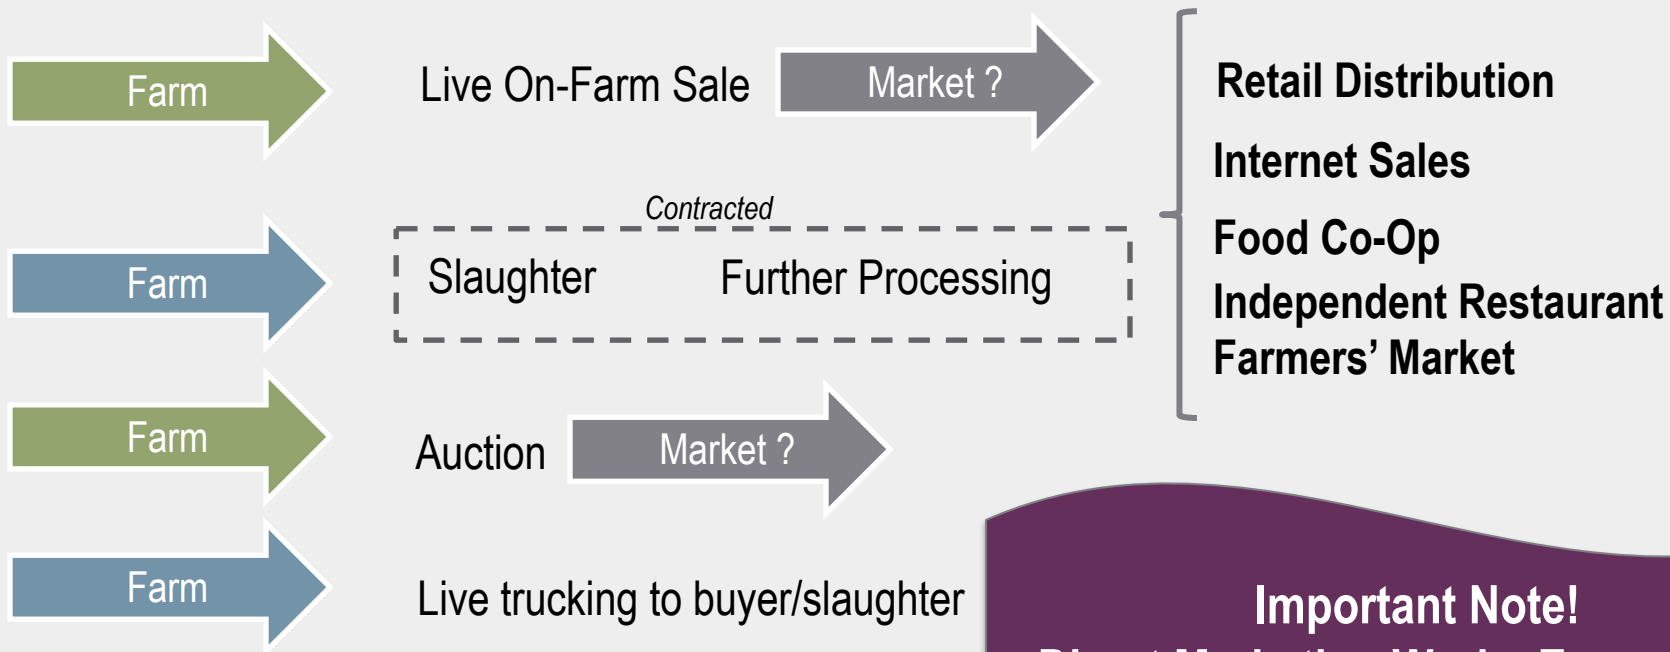 Farm
Live On-Farm Sale
Market ?
Contracted
Farm
Slaughter
Further Processing
Farm
Auction
Market ?
Farm
Live trucking to buyer/slaughter
Retail Distribution
Internet Sales
Food Co-Op
Independent Restaurant
Farmers’ Market
Important Note!